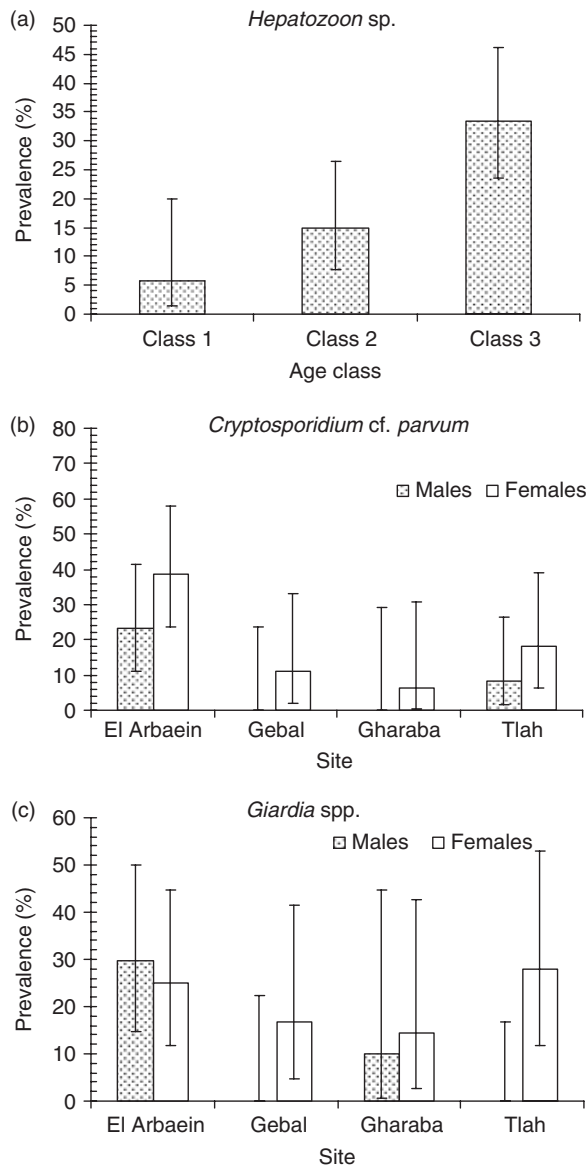 (a) Hepatozoon sp.
50
45
40
35
30
25
20
15
10
5
0
Prevalence (%)
Class 1 Class 2 Class 3
Age class
(b) Cryptosporidium cf. parvum
80
70
60
50
40
30
20
10
0
Prevalence (%)
Males Females
El Arbaein Gebal Gharaba Tlah
Site
(c) Giardia spp.
60
50
40
30
20
10
0
Prevalence (%)
Males Females
El Arbaein Gebal Gharaba Tlah
Site